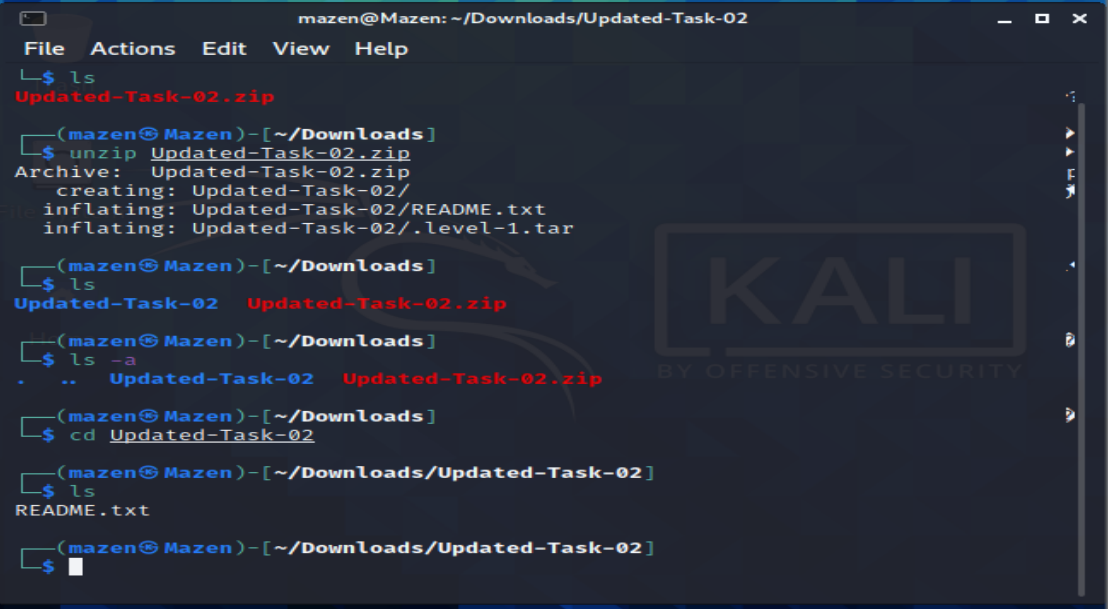 mazen@Mazen: ~/Downloads/Updated-Task-02
File Actions Edit View Help
└─$ ls
Updated-Task-02.zip
┌──(mazen㉿Mazen)-[~/Downloads]
└─$ unzip Updated-Task-02.zip
Archive:  Updated-Task-02.zip
   creating: Updated-Task-02/
  inflating: Updated-Task-02/README.txt
  inflating: Updated-Task-02/.level-1.tar
┌──(mazen㉿Mazen)-[~/Downloads]
└─$ ls
Updated-Task-02  Updated-Task-02.zip
┌──(mazen㉿Mazen)-[~/Downloads]
└─$ ls -a
.  ..  Updated-Task-02  Updated-Task-02.zip
┌──(mazen㉿Mazen)-[~/Downloads]
└─$ cd Updated-Task-02
┌──(mazen㉿Mazen)-[~/Downloads/Updated-Task-02]
└─$ ls
README.txt
┌──(mazen㉿Mazen)-[~/Downloads/Updated-Task-02]
└─$
KALI
BY OFFENSIVE SECURITY